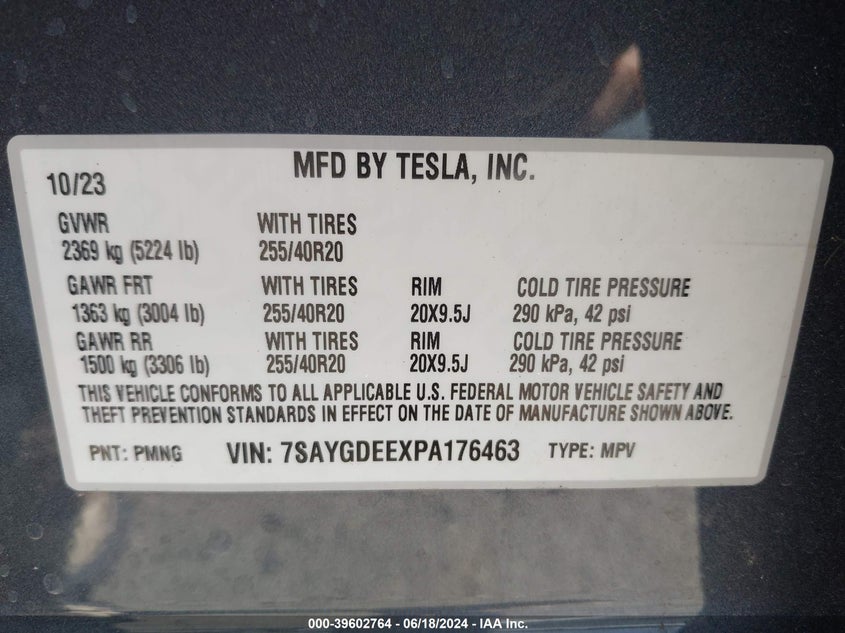 MFD BY TESLA, INC.
10/23
GVWR WITH TIRES
2369 kg (5224 lb) 255/40R20
GAWR FRT WITH TIRES RIM COLD TIRE PRESSURE
1363 kg (3004 lb) 255/40R20 20X9.5J 290 kPa, 42 psi
GAWR RR WITH TIRES RIM COLD TIRE PRESSURE
1500 kg (3306 lb) 255/40R20 20X9.5J 290 kPa, 42 psi
THIS VEHICLE CONFORMS TO ALL APPLICABLE U.S. FEDERAL MOTOR VEHICLE SAFETY AND
THEFT PREVENTION STANDARDS IN EFFECT ON THE DATE OF MANUFACTURE SHOWN ABOVE.
PNT: PMNG VIN: 7SAYGDEEXPA176463 TYPE: MPV
000-39602764 - 06/18/2024 - IAA Inc.